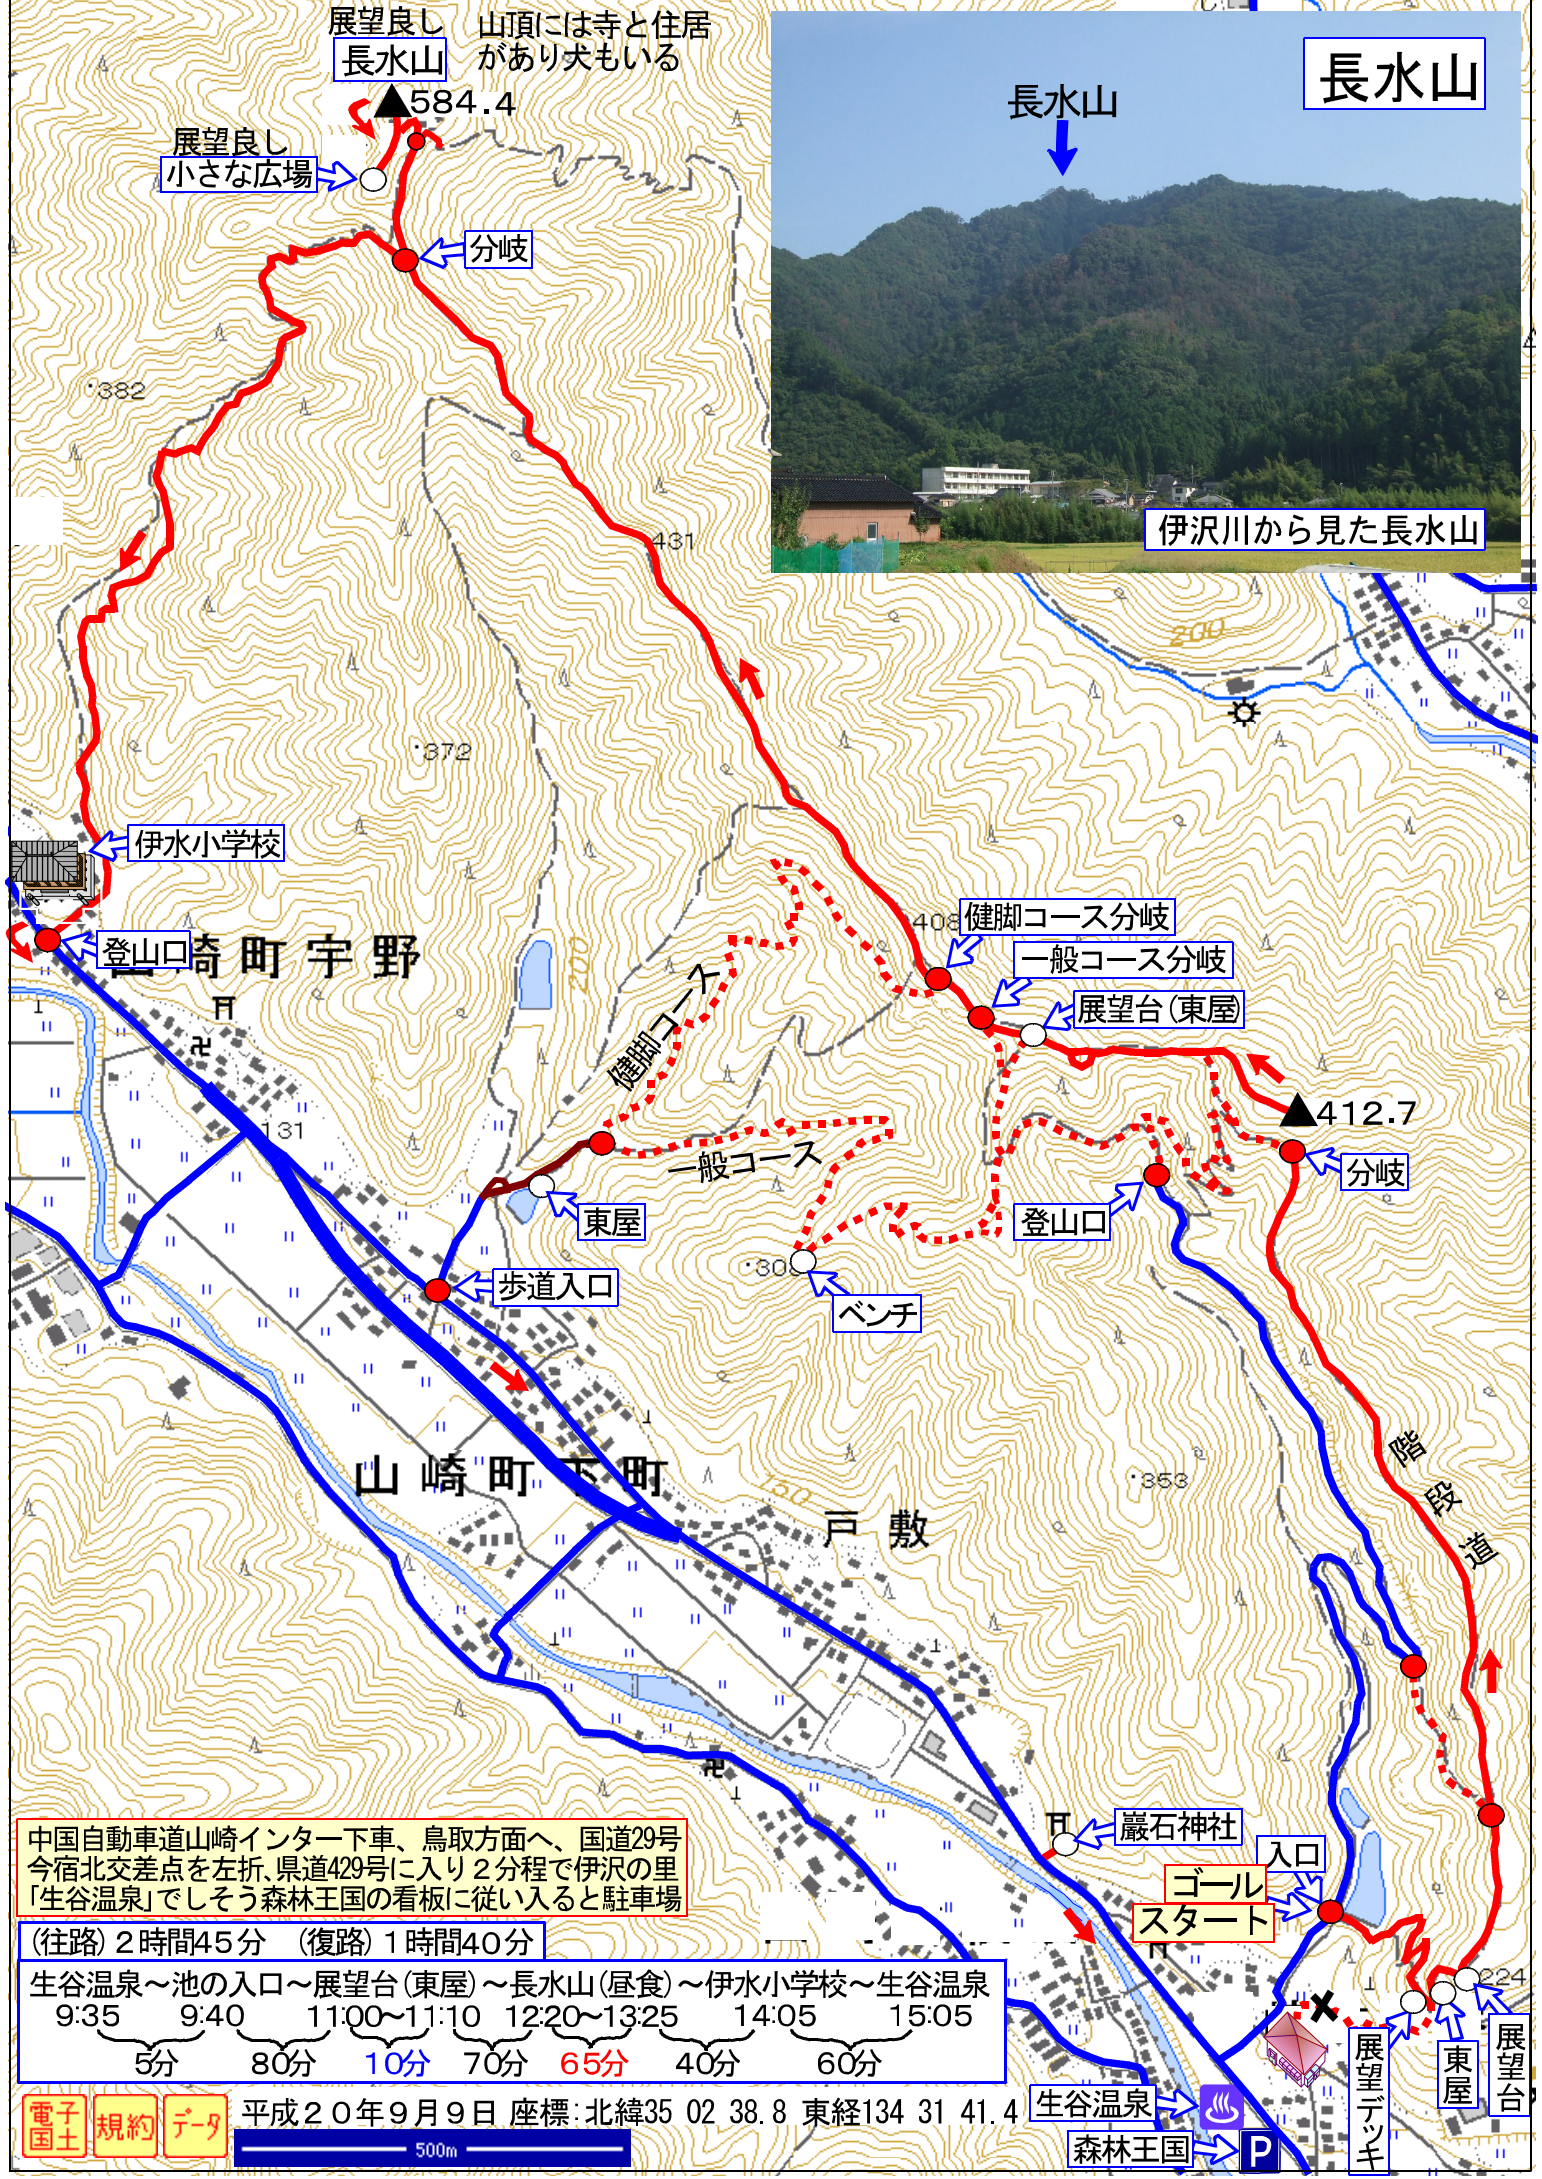 展望良し
山頂には寺と住居
があり犬もいる
長水山
584.4
展望良し
小さな広場
分岐
長水山
長水山
伊沢川から見た長水山
382
431
200
372
伊水小学校
登山口
崎町宇野
200
408
健脚コース分岐
一般コース分岐
展望台(東屋)
健脚コース
412.7
分岐
131
一般コース
登山口
東屋
歩道入口
308
ベンチ
階段道
山崎町下町
353
150
戸敷
巌石神社
入口
ゴール
スタート
224
展望デッキ
東屋
展望台
中国自動車道山崎インター下車、鳥取方面へ、国道29号
今宿北交差点を左折、県道429号に入り2分程で伊沢の里
「生谷温泉」でしそう森林王国の看板に従い入ると駐車場
(往路)2時間45分 (復路)1時間40分
生谷温泉~池の入口~展望台(東屋)~長水山(昼食)~伊水小学校~生谷温泉
9:35 9:40 11:00~11:10 12:20~13:25 14:05 15:05
5分 80分 10分 70分 65分 40分 60分
電子国土
規約
データ
平成20年9月9日 座標:北緯35 02 38.8 東経134 31 41.4
500m
生谷温泉
森林王国
P